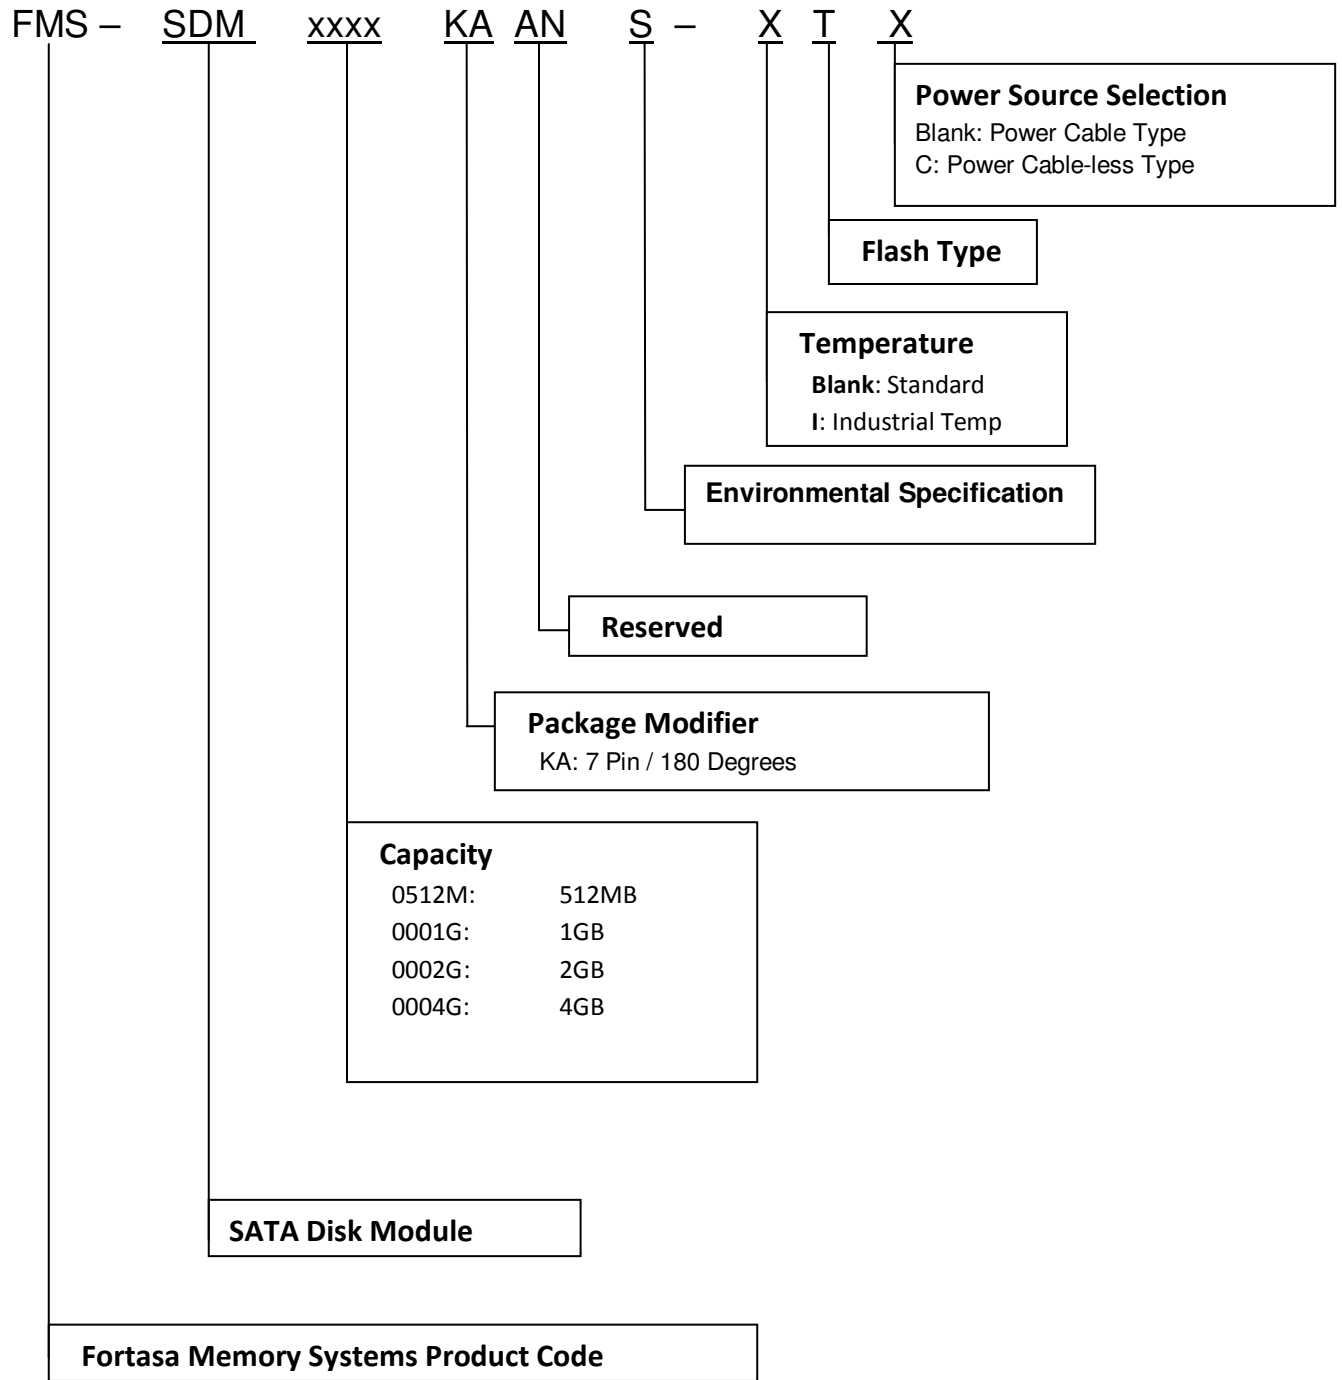 FMS – SDM xxxx KA AN S – X T X
Power Source Selection
Blank: Power Cable Type
C: Power Cable-less Type
Flash Type
Temperature
Blank: Standard
I: Industrial Temp
Environmental Specification
Reserved
Package Modifier
KA: 7 Pin / 180 Degrees
Capacity
0512M: 512MB
0001G: 1GB
0002G: 2GB
0004G: 4GB
SATA Disk Module
Fortasa Memory Systems Product Code